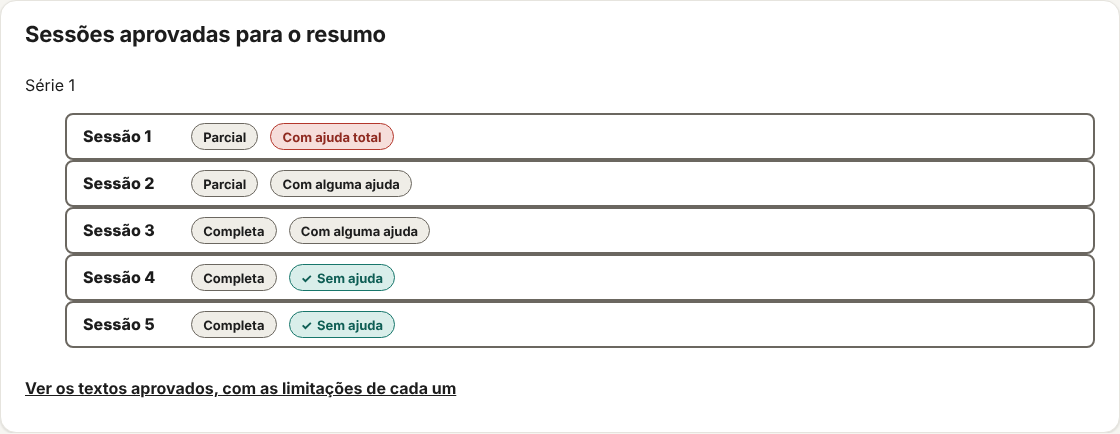 Sessões aprovadas para o resumo
Série 1
Sessão 1 Parcial Com ajuda total
Sessão 2 Parcial Com alguma ajuda
Sessão 3 Completa Com alguma ajuda
Sessão 4 Completa ✓ Sem ajuda
Sessão 5 Completa ✓ Sem ajuda
Ver os textos aprovados, com as limitações de cada um